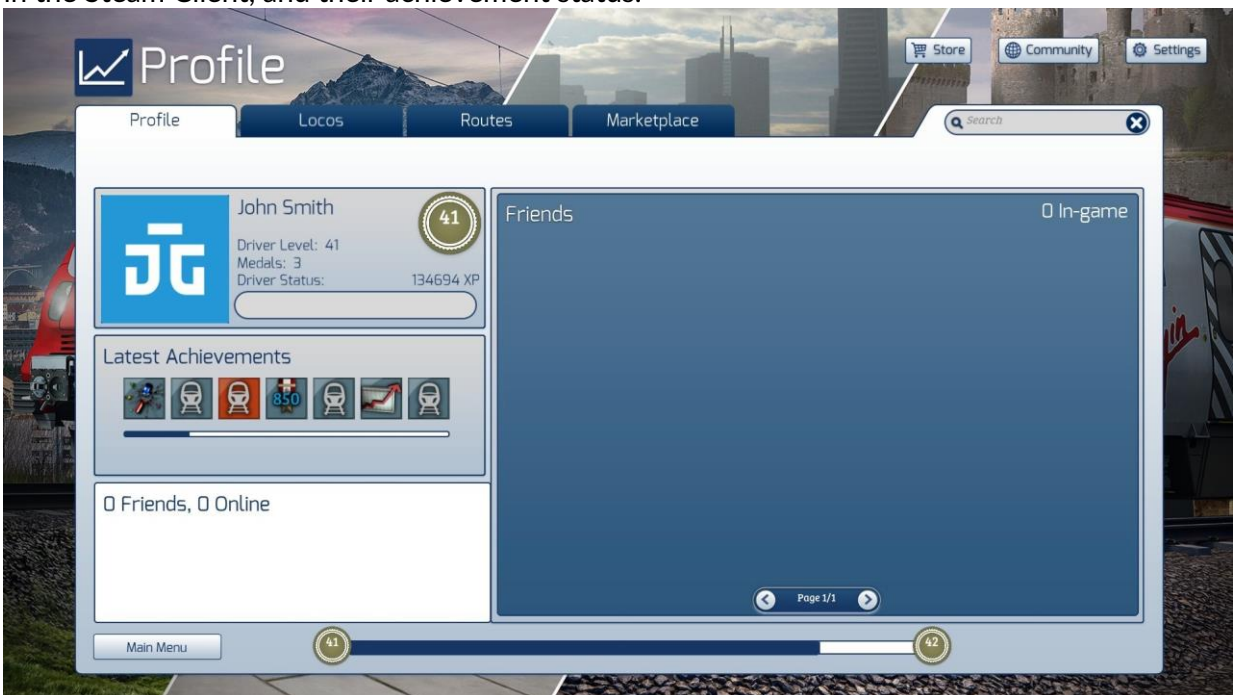 in the Steam Client, and their achievement status.
Profile
Store
Community
Settings
Profile
Locos
Routes
Marketplace
Search
John Smith
41
Driver Level: 41
Medals: 3
Driver Status:
134694 XP
Friends
0 In-game
Latest Achievements
850
0 Friends, 0 Online
Page 1/1
Main Menu
41
42